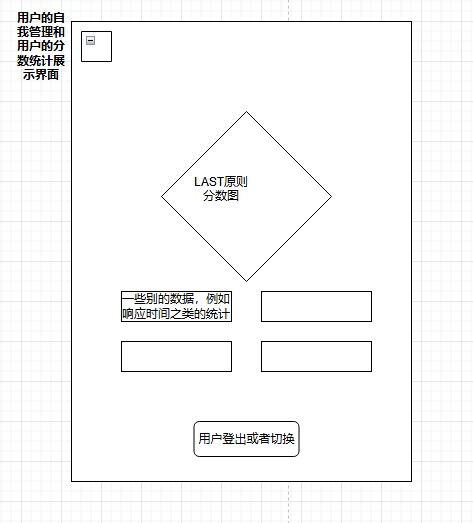 用户的自
我管理和
用户的分
数统计展
示界面
LAST原则
分数图
一些别的数据，例如
响应时间之类的统计
用户登出或者切换